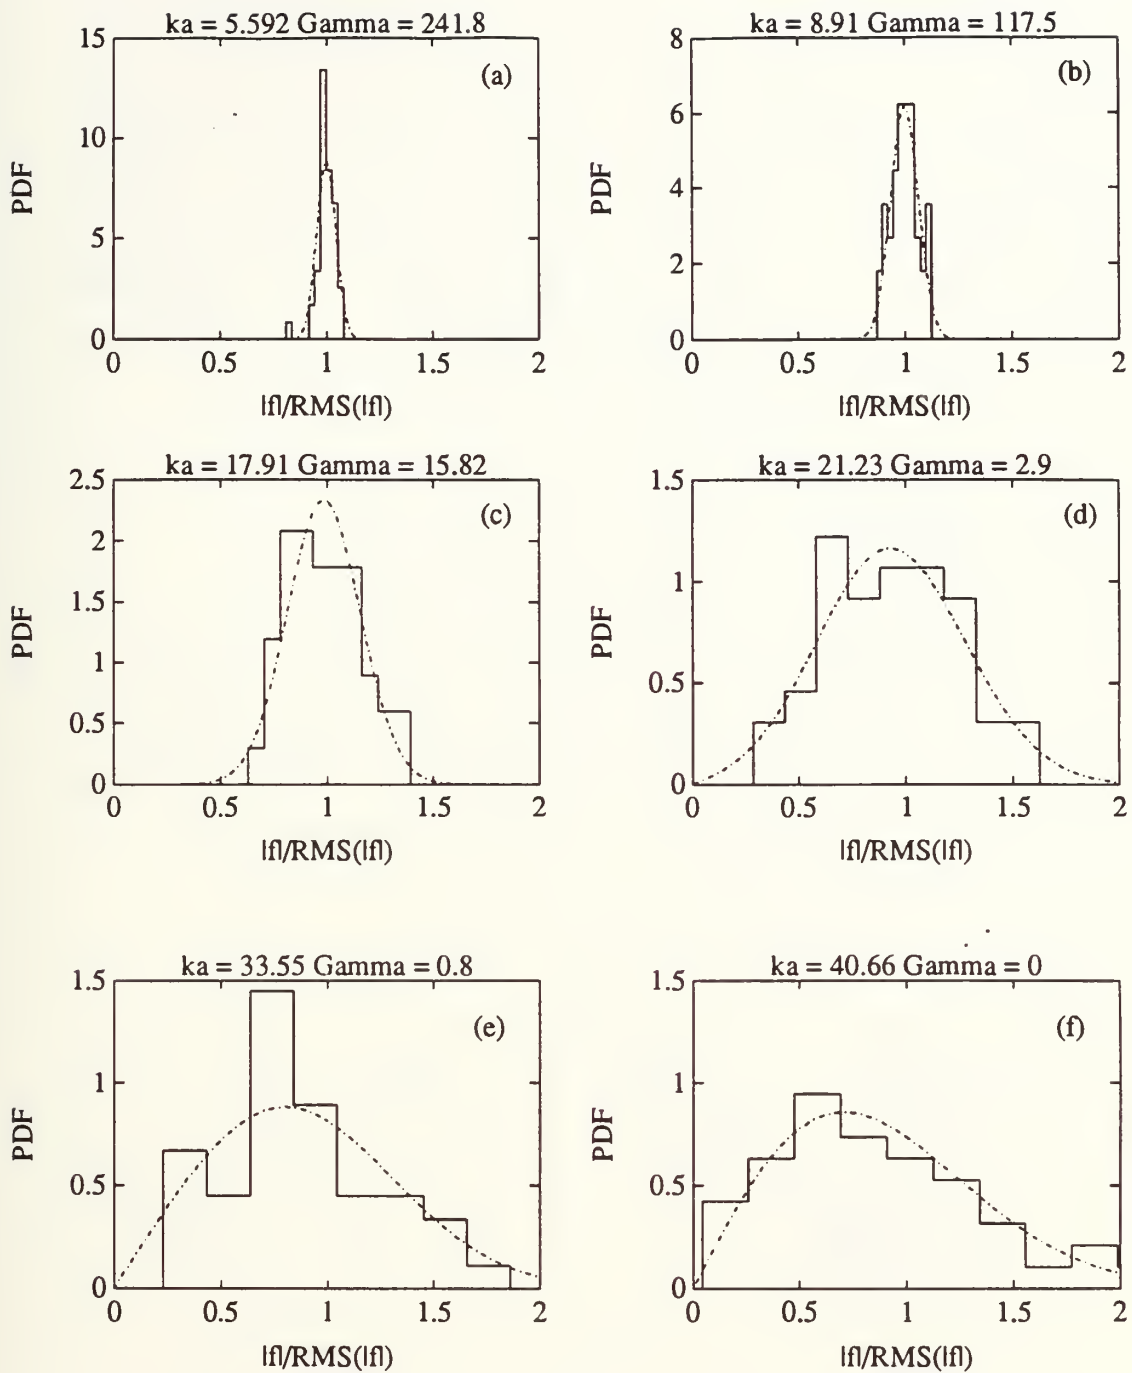 ka = 5.592 Gamma = 241.8
15
10
5
0
PDF
(a)
0 0.5 1 1.5 2
|f|/RMS(|f|)
ka = 8.91 Gamma = 117.5
8
6
4
2
0
PDF
(b)
0 0.5 1 1.5 2
|f|/RMS(|f|)
ka = 17.91 Gamma = 15.82
2.5
2
1.5
1
0.5
0
PDF
(c)
0 0.5 1 1.5 2
|f|/RMS(|f|)
ka = 21.23 Gamma = 2.9
1.5
1
0.5
0
PDF
(d)
0 0.5 1 1.5 2
|f|/RMS(|f|)
ka = 33.55 Gamma = 0.8
1.5
1
0.5
0
PDF
(e)
0 0.5 1 1.5 2
|f|/RMS(|f|)
ka = 40.66 Gamma = 0
1.5
1
0.5
0
PDF
(f)
0 0.5 1 1.5 2
|f|/RMS(|f|)